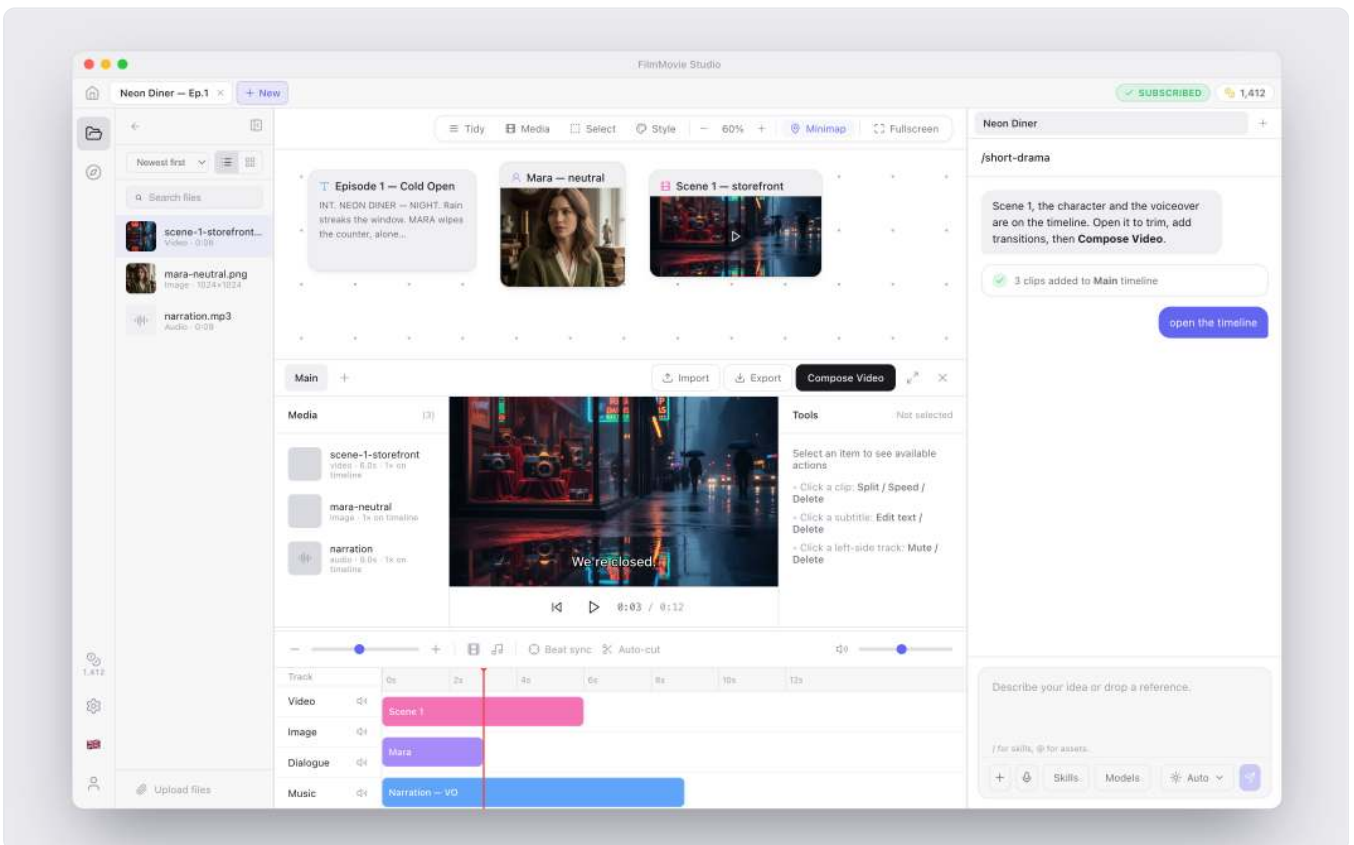 FilmMovie Studio
Neon Diner — Ep.1 ×
+ New
✓ SUBSCRIBED
1,412
Newest first
Search files
scene-1-storefront...
Video · 0:06
mara-neutral.png
Image · 1024×1024
narration.mp3
Audio · 0:09
1,412
Upload files
Tidy
Media
Select
Style
− 60% +
Minimap
Fullscreen
Episode 1 — Cold Open
INT. NEON DINER — NIGHT. Rain
streaks the window. MARA wipes
the counter, alone...
Mara — neutral
Scene 1 — storefront
Main +
Import
Export
Compose Video
Media (3)
scene-1-storefront
video · 6.0s · 1× on
timeline
mara-neutral
image · 1× on timeline
narration
audio · 9.0s · 1× on
timeline
We're closed.
0:03 / 0:12
Tools
Not selected
Select an item to see available
actions
• Click a clip: Split / Speed /
Delete
• Click a subtitle: Edit text /
Delete
• Click a left-side track: Mute /
Delete
Beat sync
Auto-cut
Track
0s 2s 4s 6s 8s 10s 12s
Video
Scene 1
Image
Mara
Dialogue
Music
Narration — VO
Neon Diner +
/short-drama
Scene 1, the character and the voiceover
are on the timeline. Open it to trim, add
transitions, then Compose Video.
3 clips added to Main timeline
open the timeline
Describe your idea or drop a reference.
/ for skills, @ for assets.
Skills
Models
Auto